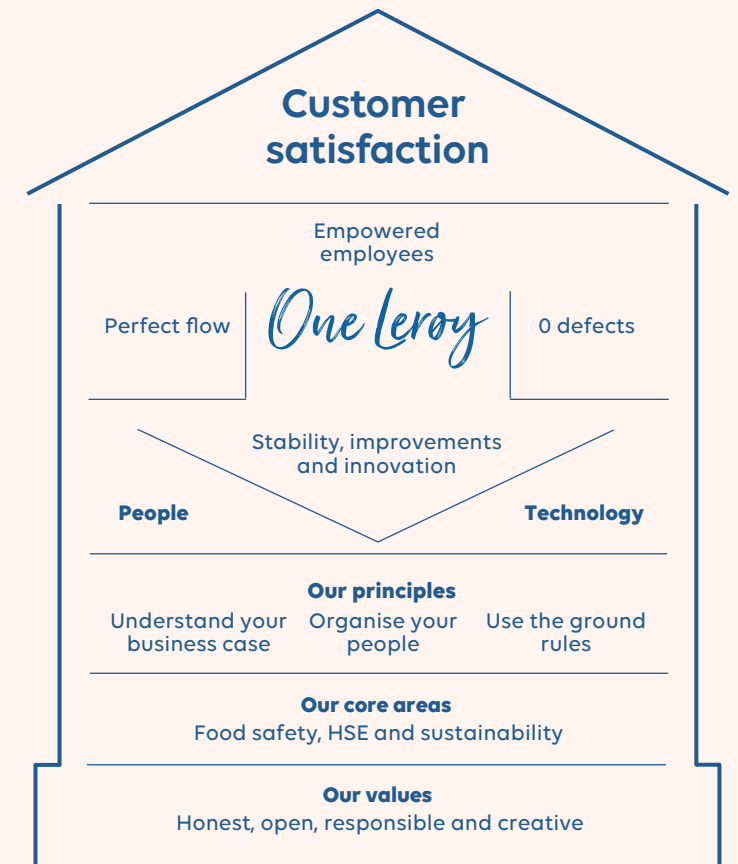 Customer
satisfaction
Empowered
employees
Perfect flow
One Leroy
0 defects
Stability, improvements
and innovation
People
Technology
Our principles
Understand your
business case
Organise your
people
Use the ground
rules
Our core areas
Food safety, HSE and sustainability
Our values
Honest, open, responsible and creative